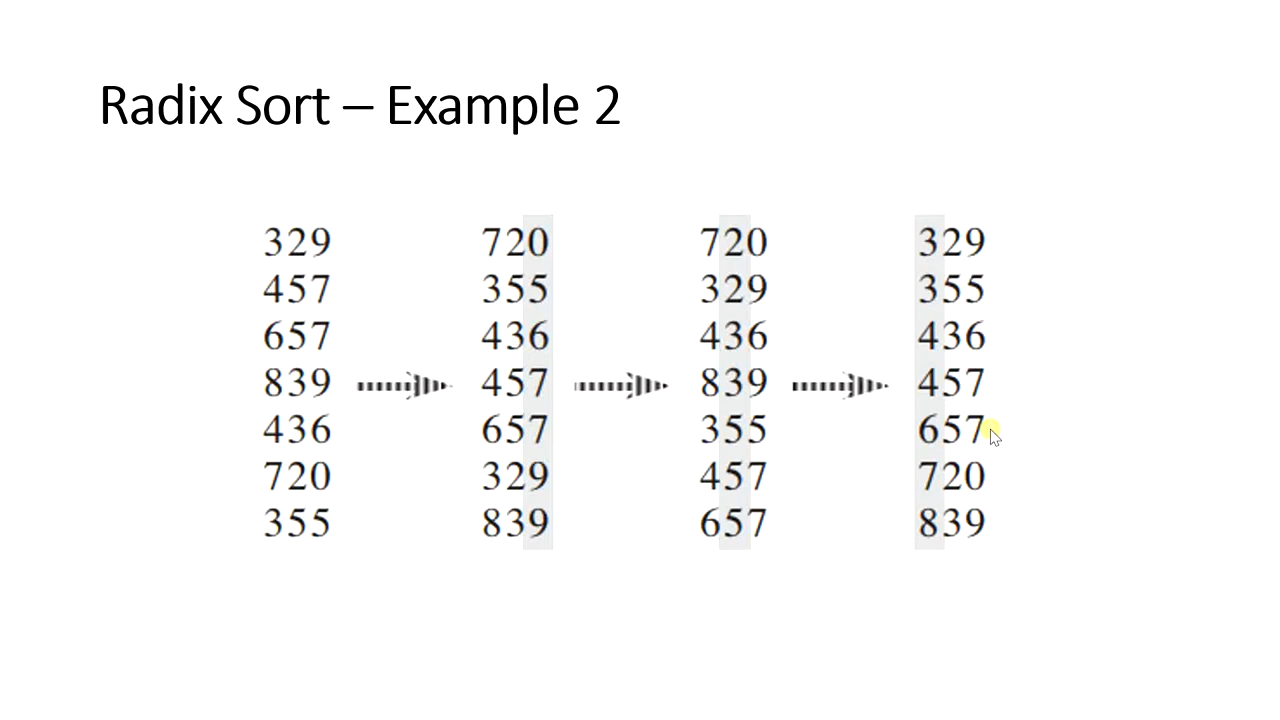 Radix Sort – Example 2
329 720 720 329
457 355 329 355
657 436 436 436
839 457 839 457
436 657 355 657
720 329 457 720
355 839 657 839